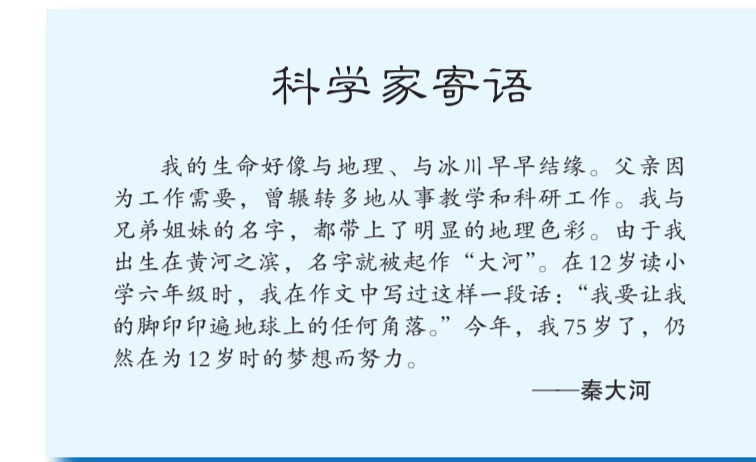 科学家寄语
我的生命好像与地理、与冰川早早结缘。父亲因
为工作需要，曾辗转多地从事教学和科研工作。我与
兄弟姐妹的名字，都带上了明显的地理色彩。由于我
出生在黄河之滨，名字就被起作“大河”。在12岁读小
学六年级时，我在作文中写过这样一段话：“我要让我
的脚印印遍地球上的任何角落。”今年，我75岁了，仍
然在为12岁时的梦想而努力。
——秦大河